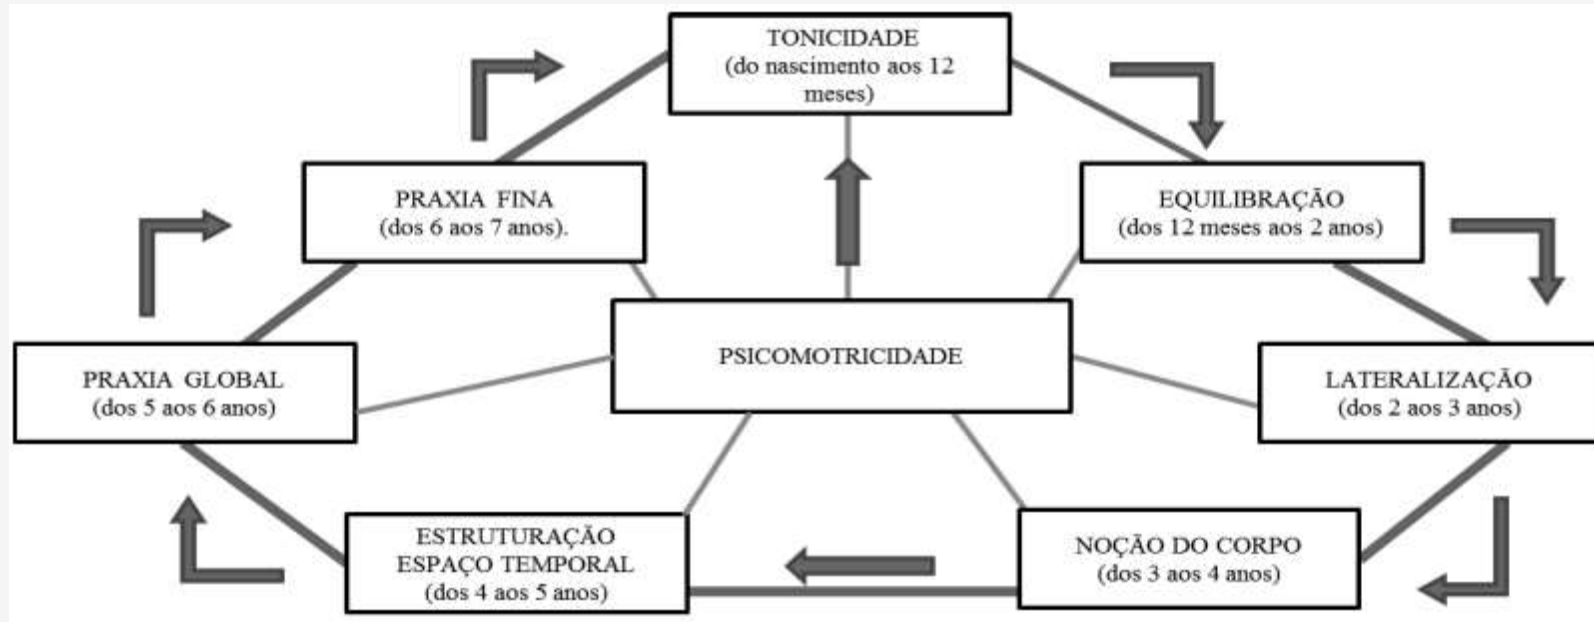 TONICIDADE
(do nascimento aos 12
meses)
PRAXIA FINA
(dos 6 aos 7 anos).
EQUILIBRAÇÃO
(dos 12 meses aos 2 anos)
PSICOMOTRICIDADE
PRAXIA GLOBAL
(dos 5 aos 6 anos)
LATERALIZAÇÃO
(dos 2 aos 3 anos)
ESTRUTURAÇÃO
ESPAÇO TEMPORAL
(dos 4 aos 5 anos)
NOÇÃO DO CORPO
(dos 3 aos 4 anos)